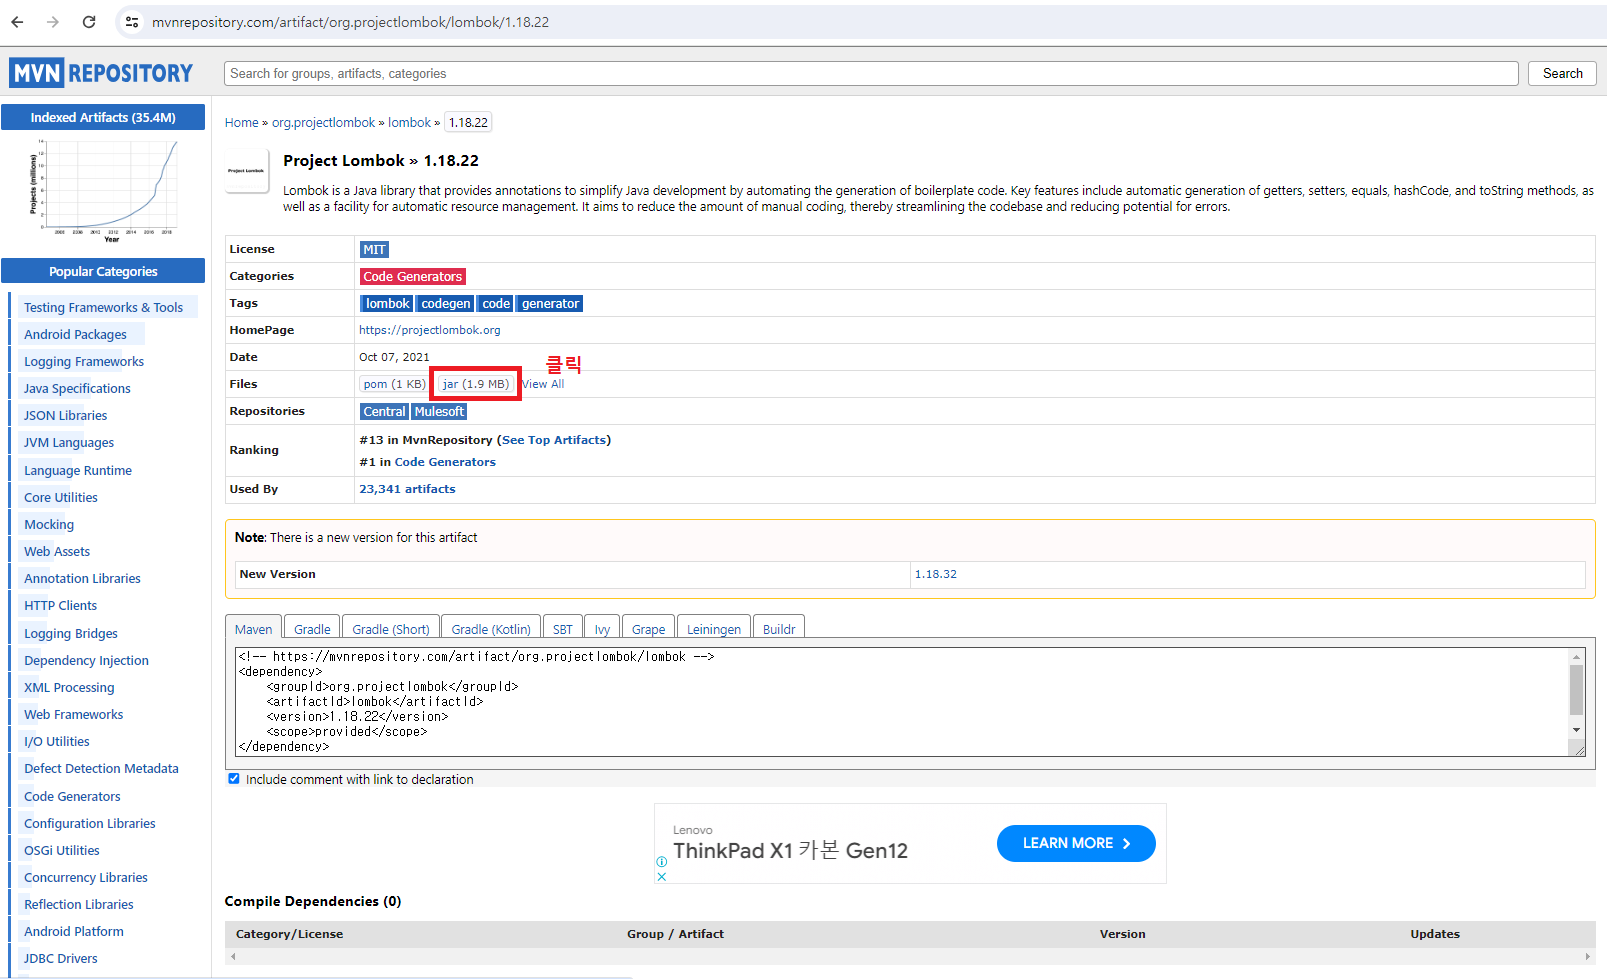 mvnrepository.com/artifact/org.projectlombok/lombok/1.18.22
MVN REPOSITORY
Search for groups, artifacts, categories
Search
Indexed Artifacts (35.4M)
Projects (millions)
Year
Popular Categories
Testing Frameworks & Tools
Android Packages
Logging Frameworks
Java Specifications
JSON Libraries
JVM Languages
Language Runtime
Core Utilities
Mocking
Web Assets
Annotation Libraries
HTTP Clients
Logging Bridges
Dependency Injection
XML Processing
Web Frameworks
I/O Utilities
Defect Detection Metadata
Code Generators
Configuration Libraries
OSGi Utilities
Concurrency Libraries
Reflection Libraries
Android Platform
JDBC Drivers
Home » org.projectlombok » lombok » 1.18.22
Project Lombok
Project Lombok » 1.18.22
Lombok is a Java library that provides annotations to simplify Java development by automating the generation of boilerplate code. Key features include automatic generation of getters, setters, equals, hashCode, and toString methods, as
well as a facility for automatic resource management. It aims to reduce the amount of manual coding, thereby streamlining the codebase and reducing potential for errors.
License MIT
Categories Code Generators
Tags lombok codegen code generator
HomePage https://projectlombok.org
Date Oct 07, 2021
클릭
Files pom (1 KB) jar (1.9 MB) View All
Repositories Central Mulesoft
Ranking #13 in MvnRepository (See Top Artifacts)
#1 in Code Generators
Used By 23,341 artifacts
Note: There is a new version for this artifact
New Version 1.18.32
Maven Gradle Gradle (Short) Gradle (Kotlin) SBT Ivy Grape Leiningen Buildr
<!-- https://mvnrepository.com/artifact/org.projectlombok/lombok -->
<dependency>
<groupId>org.projectlombok</groupId>
<artifactId>lombok</artifactId>
<version>1.18.22</version>
<scope>provided</scope>
</dependency>
Include comment with link to declaration
Lenovo
ThinkPad X1 카본 Gen12
LEARN MORE
Compile Dependencies (0)
Category/License Group / Artifact Version Updates